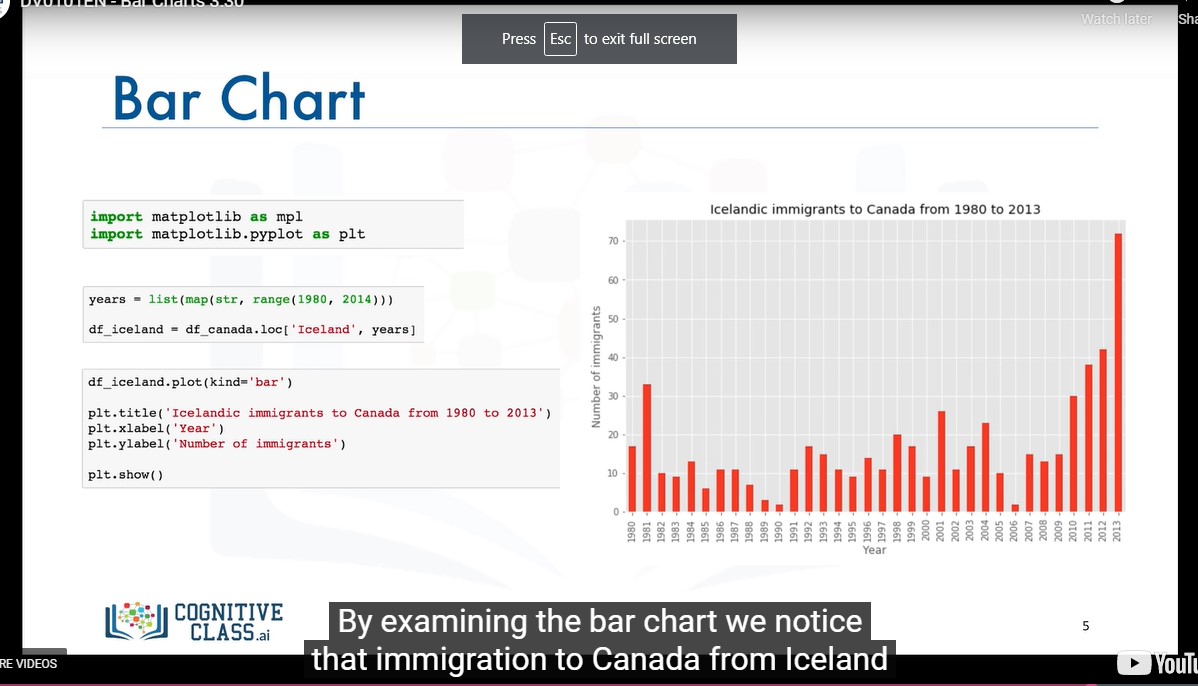 DV0101EN - Bar Charts 3.30
Watch later
Press Esc to exit full screen
Bar Chart
import matplotlib as mpl
import matplotlib.pyplot as plt
years = list(map(str, range(1980, 2014)))
df_iceland = df_canada.loc['Iceland', years]
df_iceland.plot(kind='bar')
plt.title('Icelandic immigrants to Canada from 1980 to 2013')
plt.xlabel('Year')
plt.ylabel('Number of immigrants')
plt.show()
Icelandic immigrants to Canada from 1980 to 2013
Number of immigrants
70
60
50
40
30
20
10
0
1980 1981 1982 1983 1984 1985 1986 1987 1988 1989 1990 1991 1992 1993 1994 1995 1996 1997 1998 1999 2000 2001 2002 2003 2004 2005 2006 2007 2008 2009 2010 2011 2012 2013
Year
COGNITIVE
CLASS.ai
5
By examining the bar chart we notice
that immigration to Canada from Iceland
RE VIDEOS